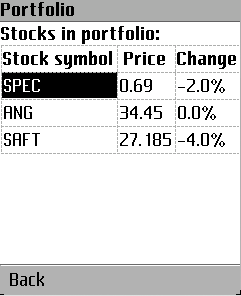 Portfolio
Stocks in portfolio:
Stock symbol Price Change
SPEC 0.69 -2.0%
ANG 34.45 0.0%
SAFT 27.185 -4.0%
Back